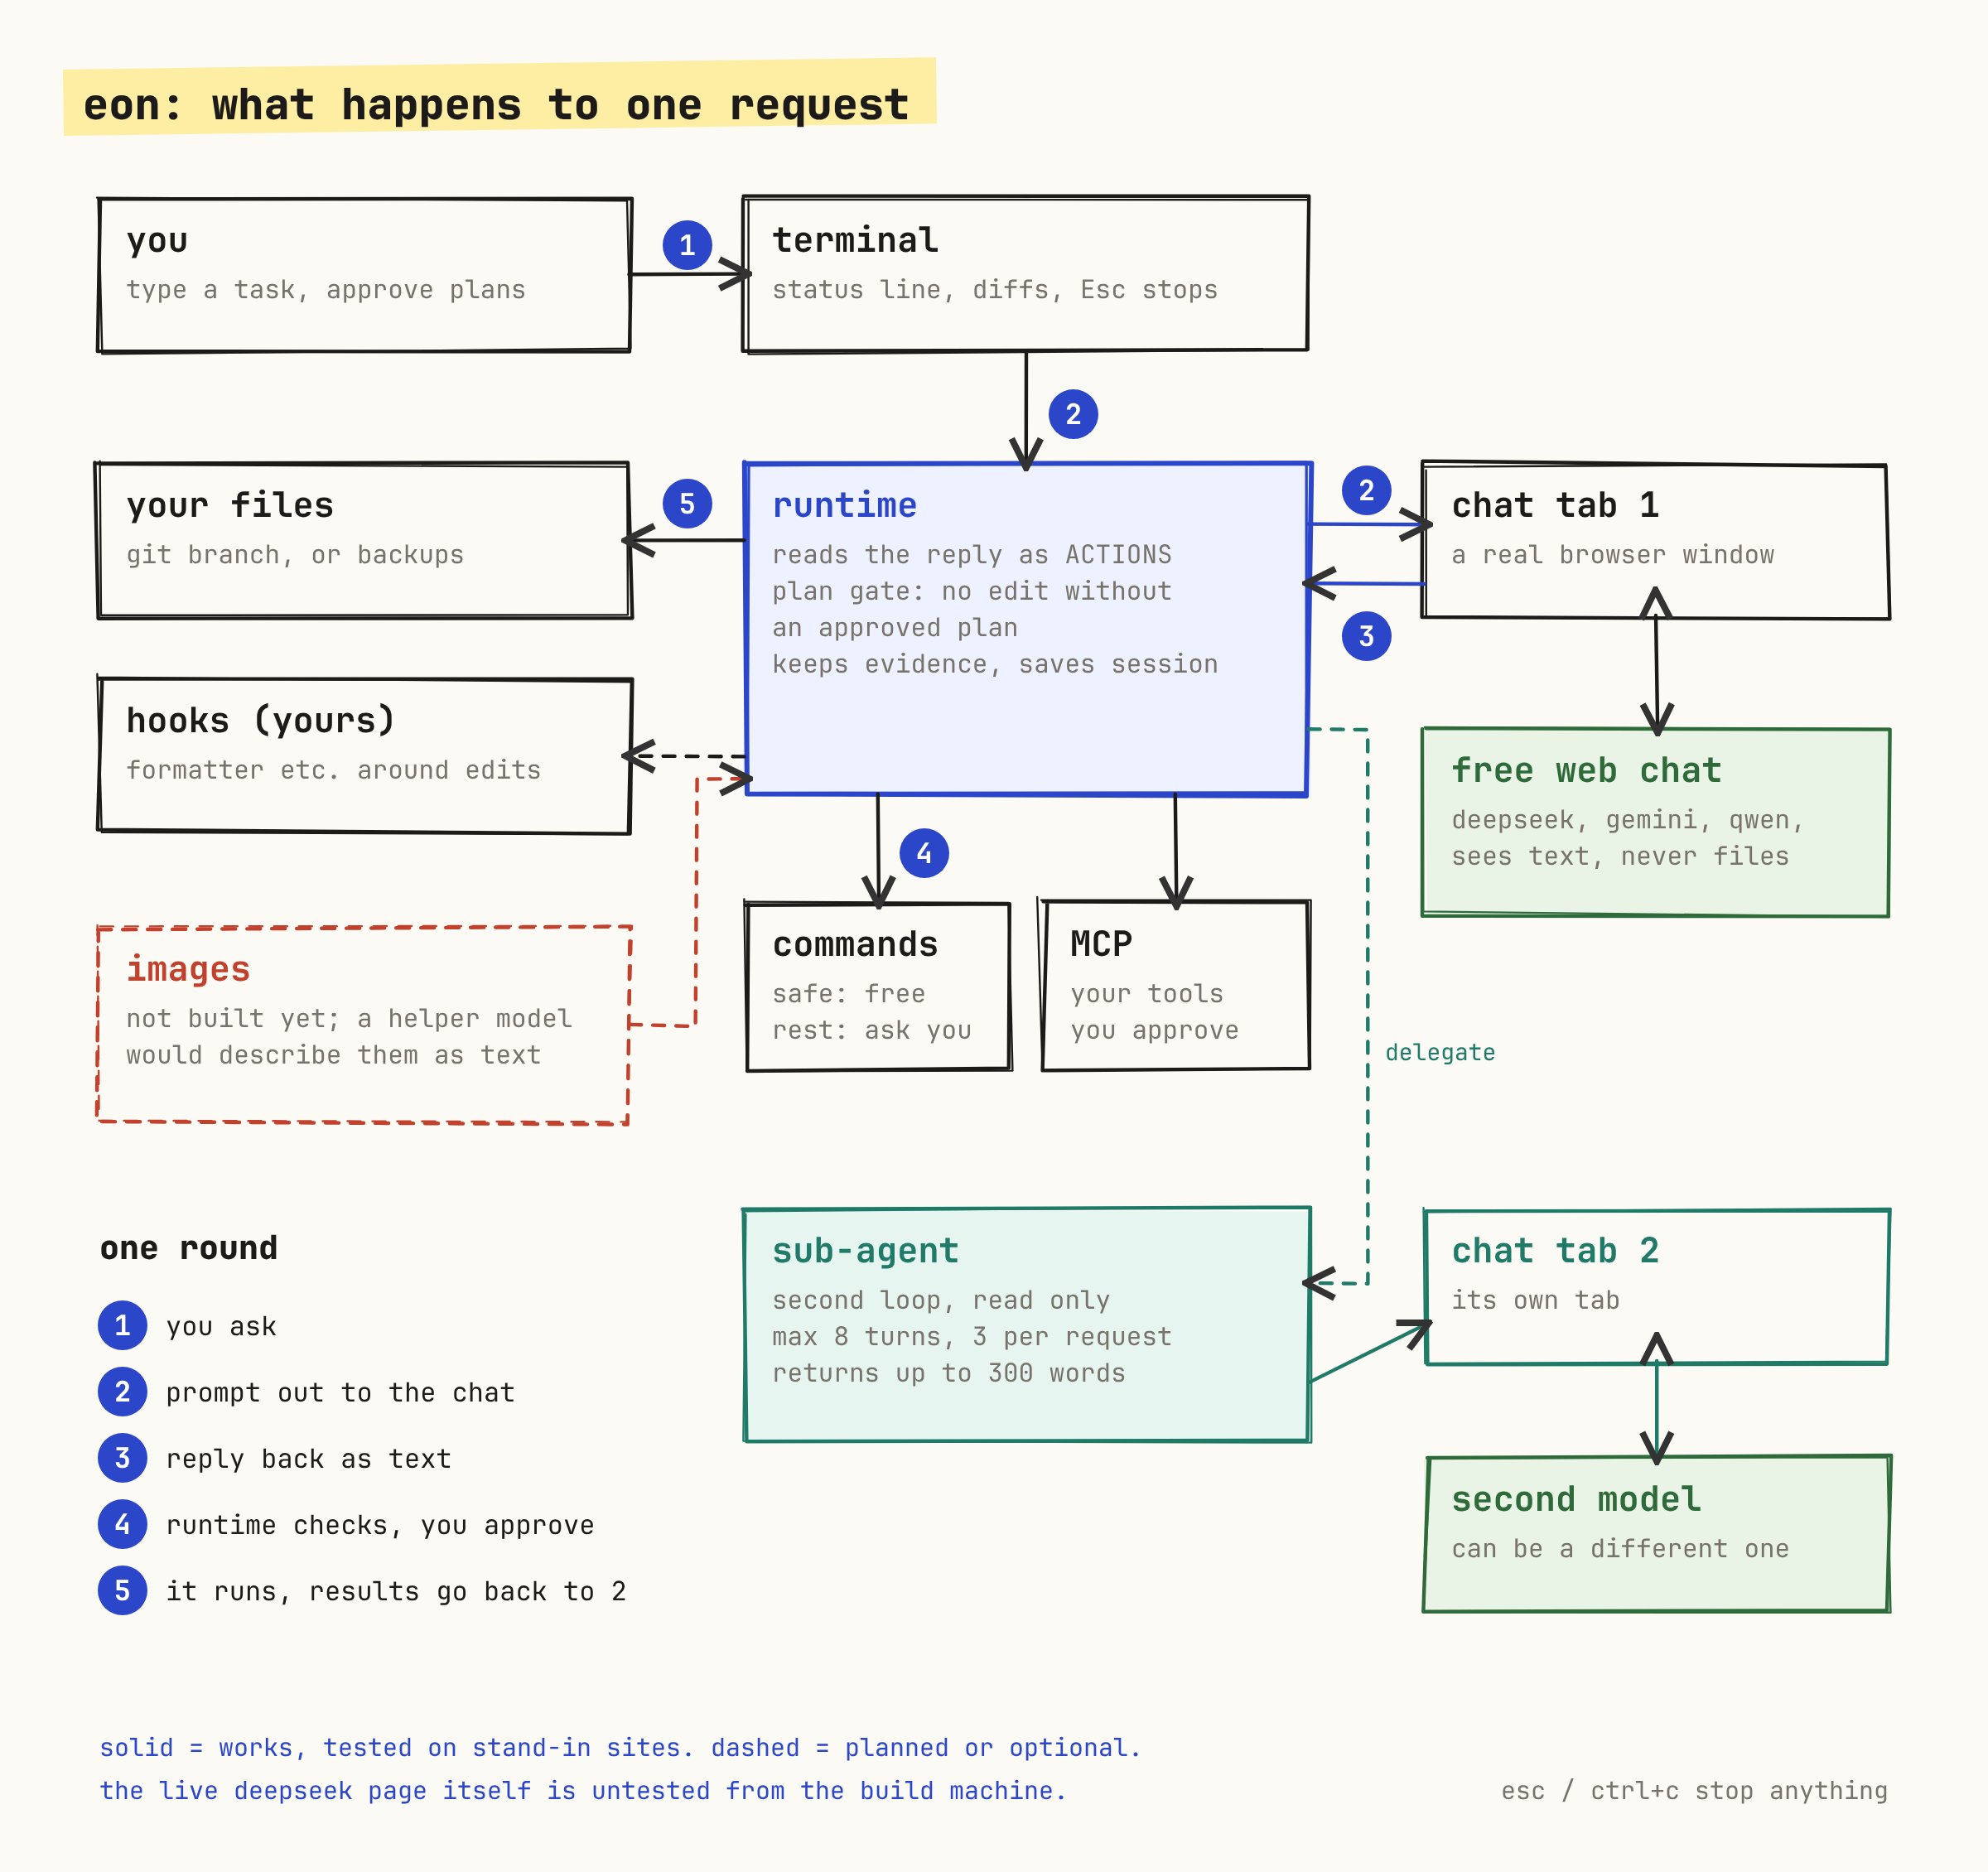 eon: what happens to one request
you
type a task, approve plans
1
terminal
status line, diffs, Esc stops
2
your files
git branch, or backups
5
runtime
reads the reply as ACTIONS
plan gate: no edit without
an approved plan
keeps evidence, saves session
2
3
chat tab 1
a real browser window
hooks (yours)
formatter etc. around edits
free web chat
deepseek, gemini, qwen,
sees text, never files
4
images
not built yet; a helper model
would describe them as text
commands
safe: free
rest: ask you
MCP
your tools
you approve
delegate
sub-agent
second loop, read only
max 8 turns, 3 per request
returns up to 300 words
chat tab 2
its own tab
second model
can be a different one
one round
1 you ask
2 prompt out to the chat
3 reply back as text
4 runtime checks, you approve
5 it runs, results go back to 2
solid = works, tested on stand-in sites. dashed = planned or optional.
the live deepseek page itself is untested from the build machine.
esc / ctrl+c stop anything